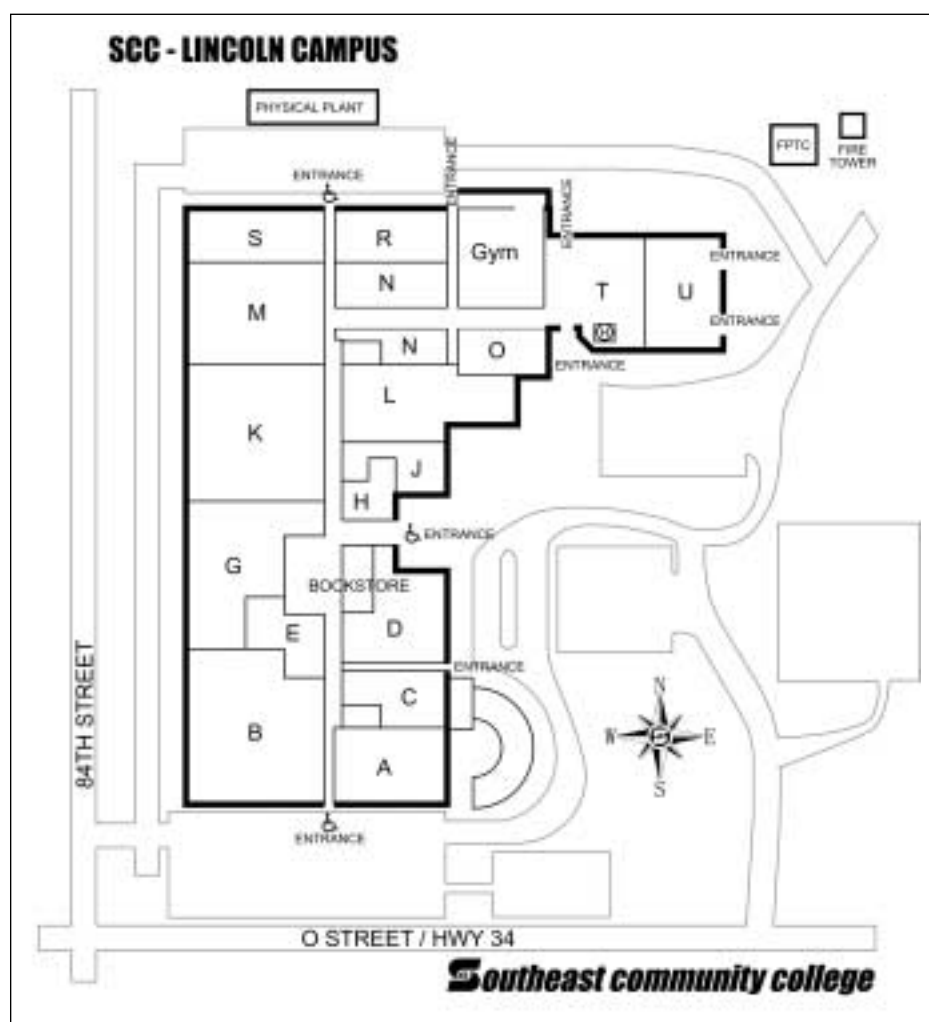 SCC - LINCOLN CAMPUS
PHYSICAL PLANT
FPTC
FIRE
TOWER
ENTRANCE
ENTRANCE
ENTRANCE
S
R
Gym
ENTRANCE
N
T
U
M
ENTRANCE
N
O
ENTRANCE
L
K
J
H
ENTRANCE
G
BOOKSTORE
E
D
ENTRANCE
C
N
W
E
S
B
A
84TH STREET
ENTRANCE
O STREET / HWY 34
Southeast community college